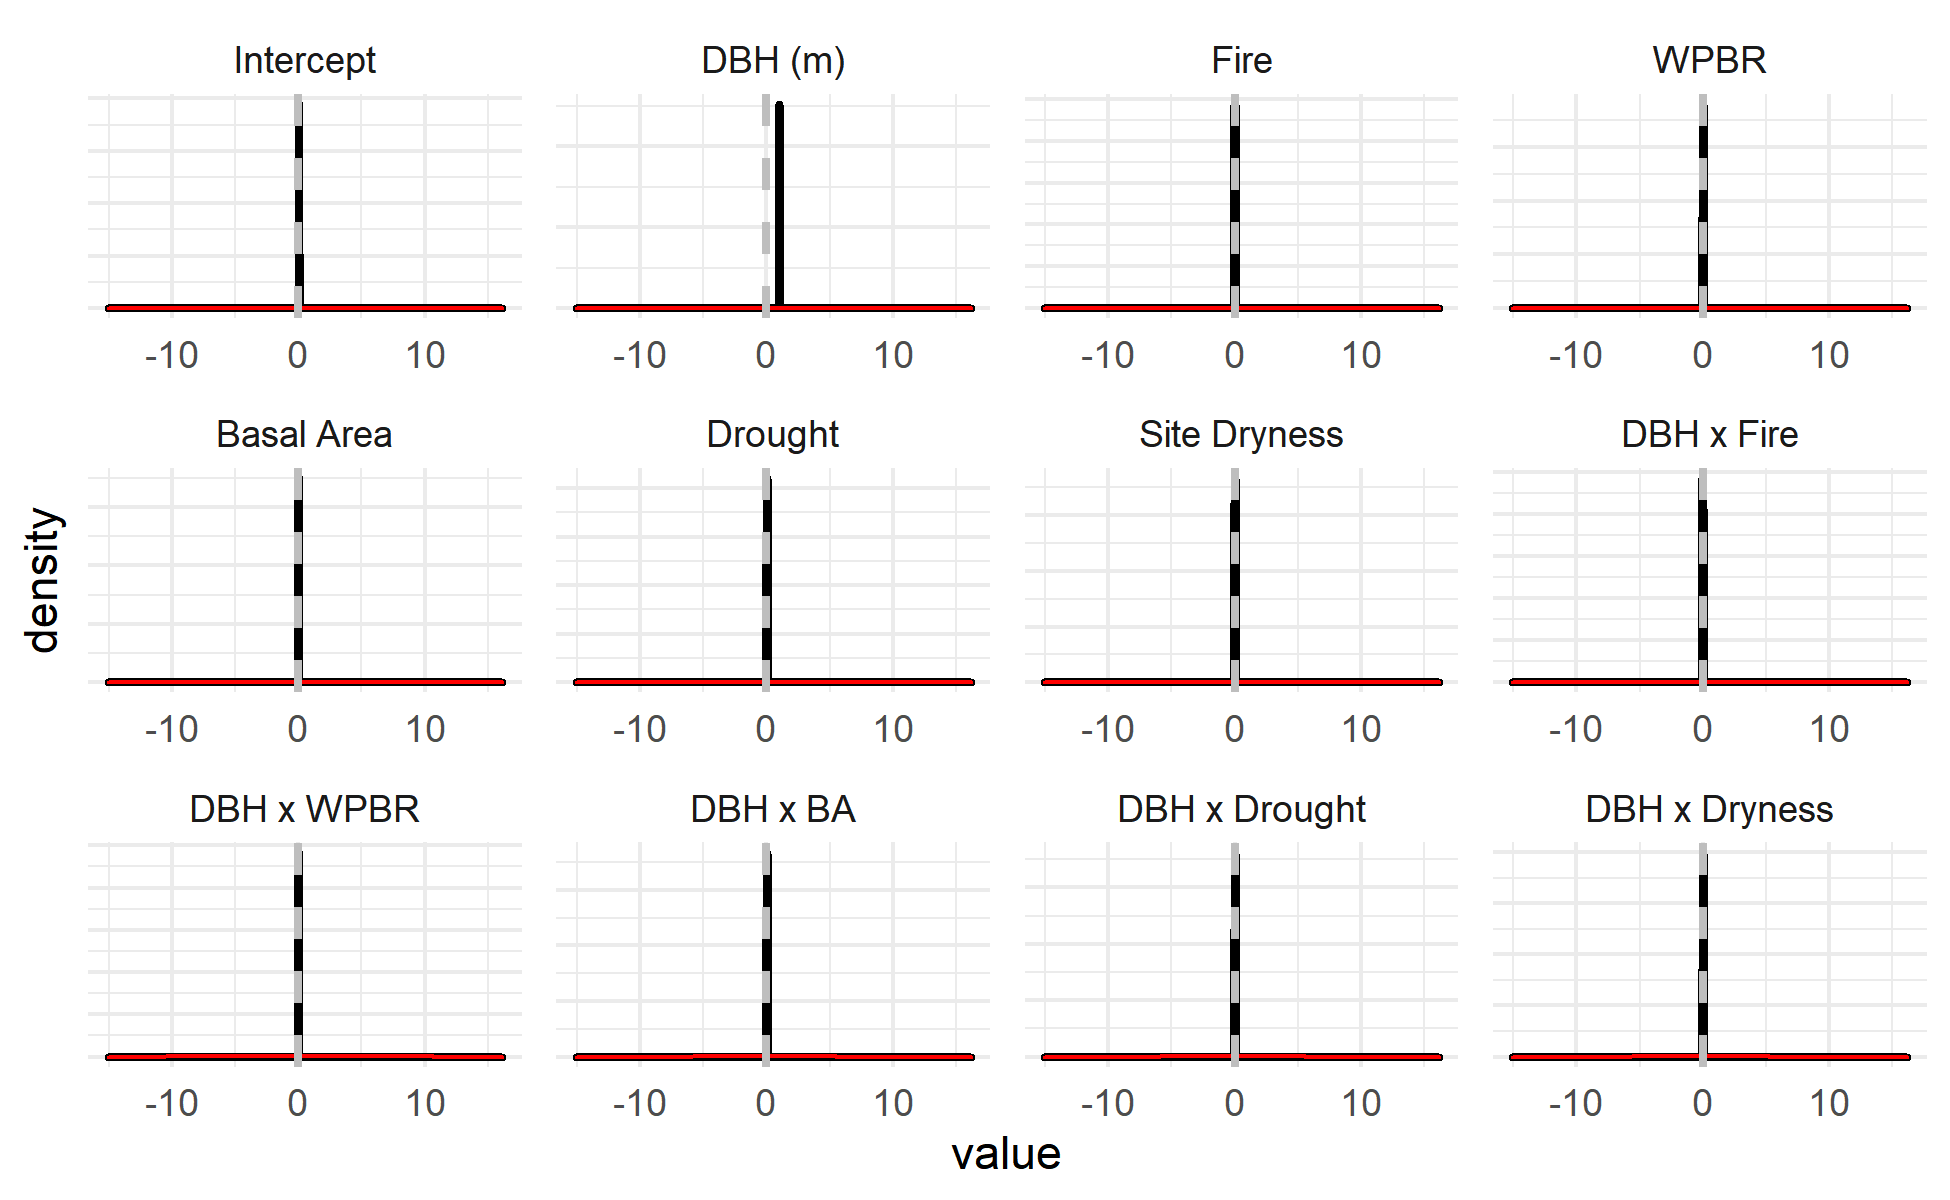 Intercept DBH (m) Fire WPBR
-10 0 10 -10 0 10 -10 0 10 -10 0 10
Basal Area Drought Site Dryness DBH x Fire
density
-10 0 10 -10 0 10 -10 0 10 -10 0 10
DBH x WPBR DBH x BA DBH x Drought DBH x Dryness
-10 0 10 -10 0 10 -10 0 10 -10 0 10
value